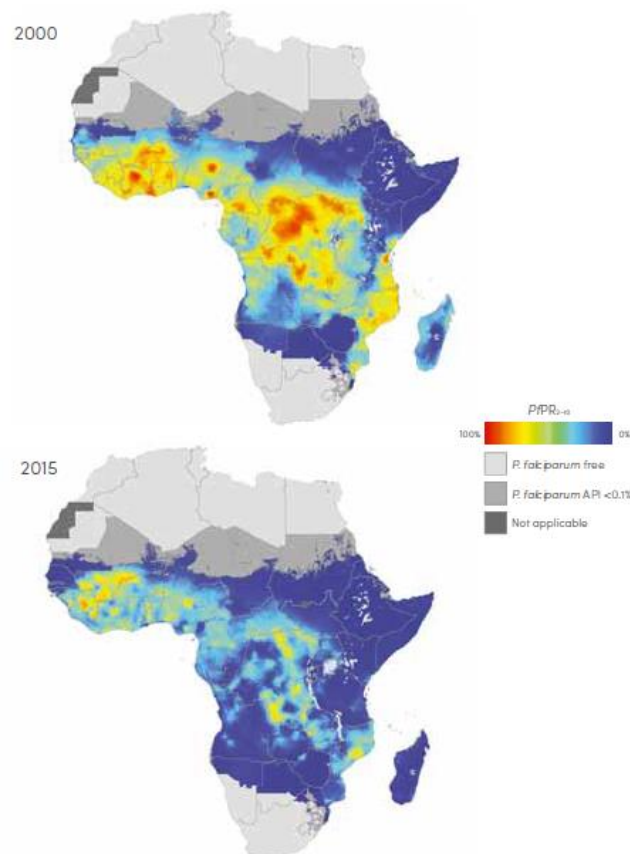 2000
PfPR₂₋₁₀
100%
0%
P. falciparum free
P. falciparum API <0.1%
Not applicable
2015